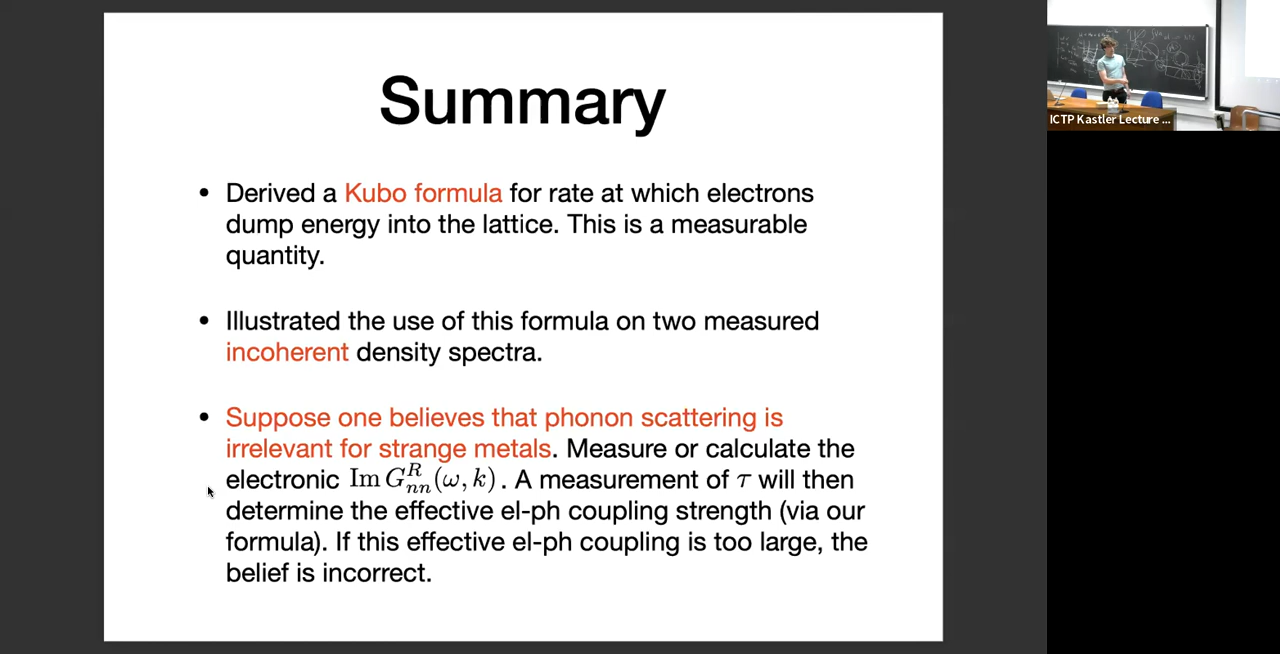 Summary
• Derived a Kubo formula for rate at which electrons
dump energy into the lattice. This is a measurable
quantity.
• Illustrated the use of this formula on two measured
incoherent density spectra.
• Suppose one believes that phonon scattering is
irrelevant for strange metals. Measure or calculate the
electronic Im G^R_{nn}(ω, k). A measurement of τ will then
determine the effective el-ph coupling strength (via our
formula). If this effective el-ph coupling is too large, the
belief is incorrect.
ICTP Kastler Lecture ...